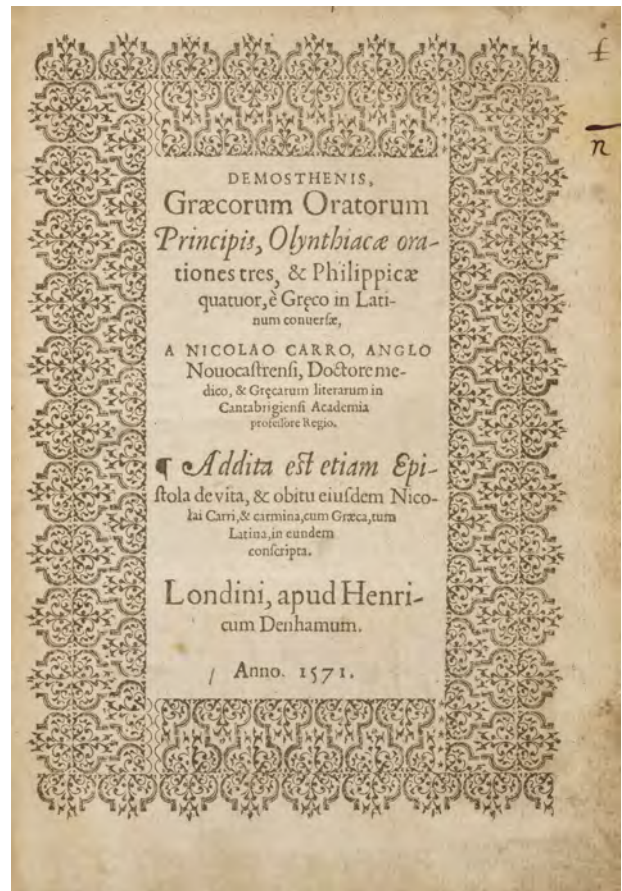 f
n
DEMOSTHENIS,
Græcorum Oratorum
Principis, Olynthiacæ ora-
tiones tres, & Philippicæ
quatuor, è Gręco in Lati-
num conuerſæ,
A NICOLAO CARRO, ANGLO
Nouocaſtrenſi, Doctore me-
dico, & Gręcarum literarum in
Cantabrigienſi Academia
profeſſore Regio.
¶ Addita eſt etiam Epi-
ſtola de vita, & obitu eiuſdem Nico-
lai Carri, & carmina, cum Græca, tum
Latina, in eundem
conſcripta.
Londini, apud Henri-
cum Denhamum.
Anno. 1571.